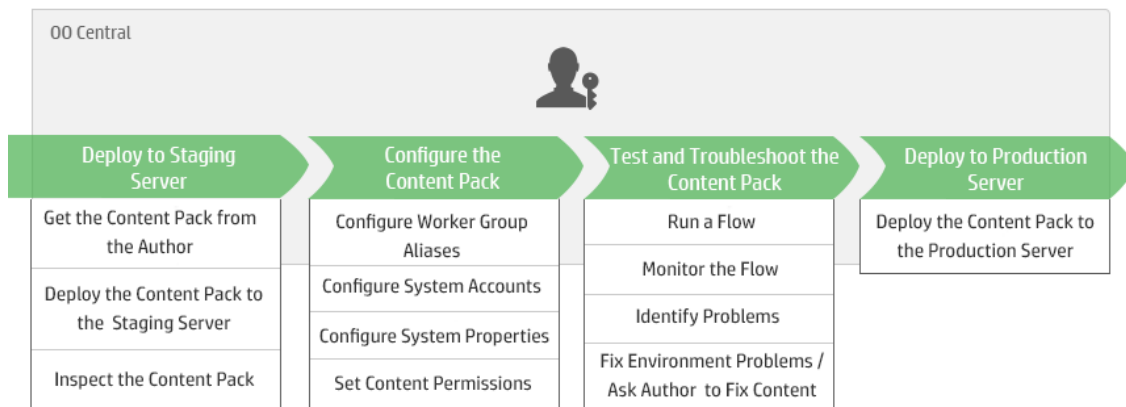 OO Central
Deploy to Staging
Server
Get the Content Pack from
the Author
Deploy the Content Pack to
the Staging Server
Inspect the Content Pack
Configure the
Content Pack
Configure Worker Group
Aliases
Configure System Accounts
Configure System Properties
Set Content Permissions
Test and Troubleshoot the
Content Pack
Run a Flow
Monitor the Flow
Identify Problems
Fix Environment Problems /
Ask Author to Fix Content
Deploy to Production
Server
Deploy the Content Pack to
the Production Server